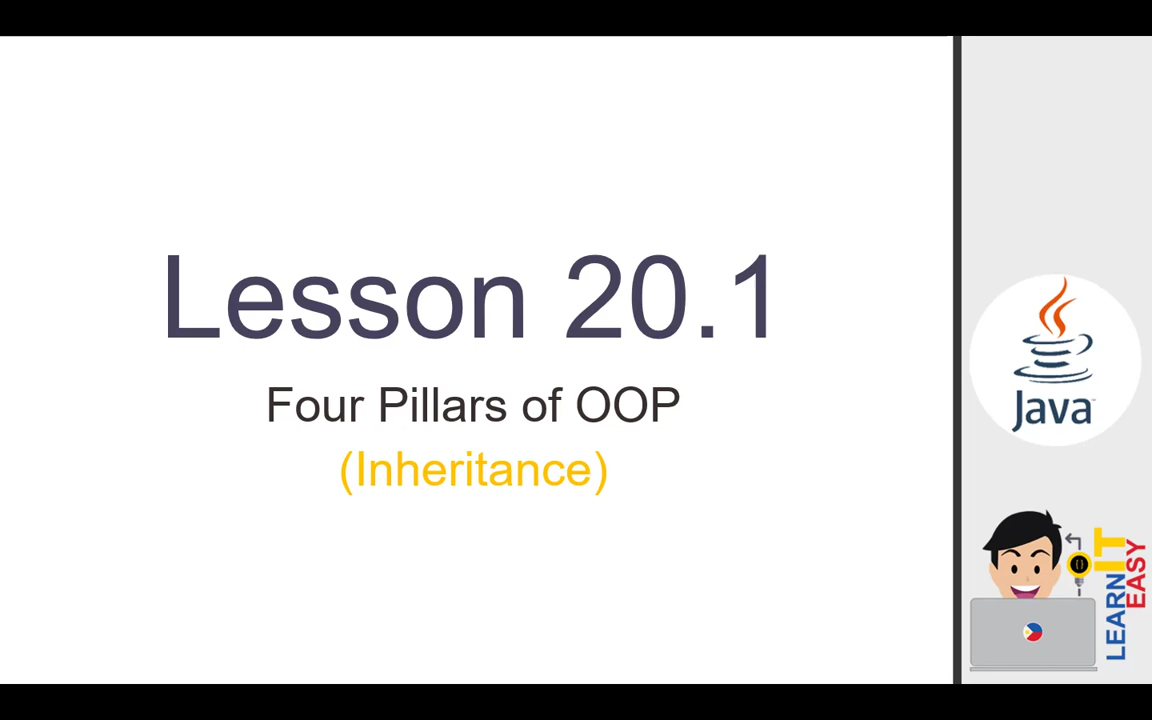 Lesson 20.1
Four Pillars of OOP
(Inheritance)
Java
LEARN IT
EASY